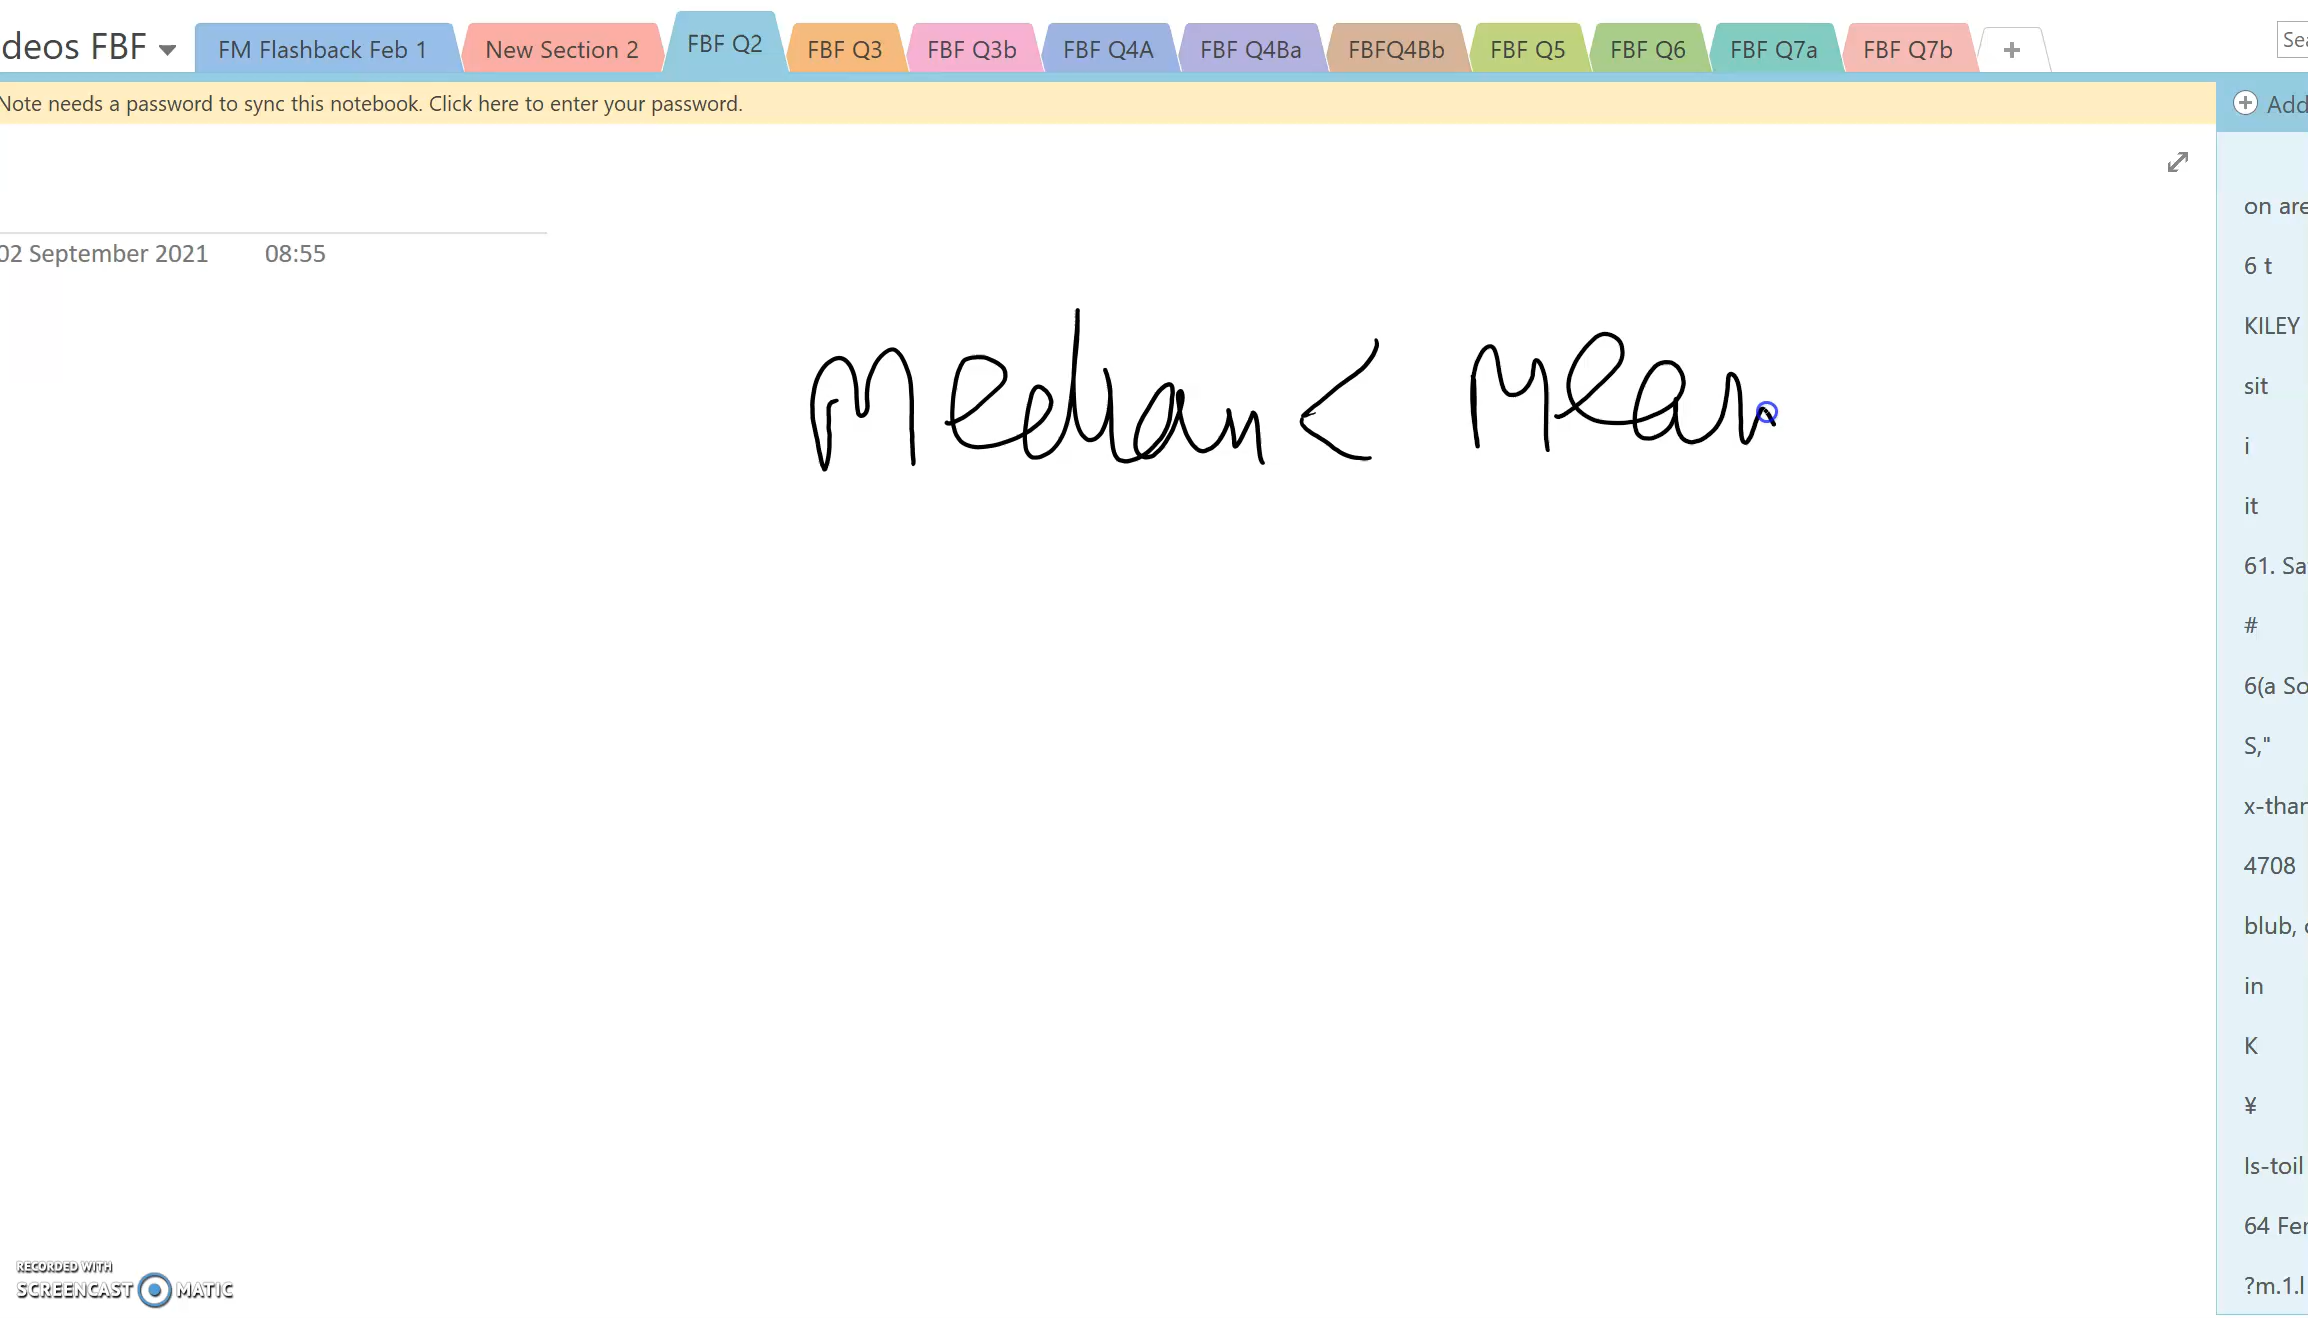 deos FBF
FM Flashback Feb 1
New Section 2
FBF Q2
FBF Q3
FBF Q3b
FBF Q4A
FBF Q4Ba
FBFQ4Bb
FBF Q5
FBF Q6
FBF Q7a
FBF Q7b
+
Sea
Note needs a password to sync this notebook. Click here to enter your password.
Add
02 September 2021 08:55
Median < Mean
on are
6 t
KILEY
sit
i
it
61. Sa
#
6(a So
S,"
x-than
4708
blub,
in
K
¥
ls-toil
64 Fer
?m.1.l
RECORDED WITH
SCREENCAST MATIC